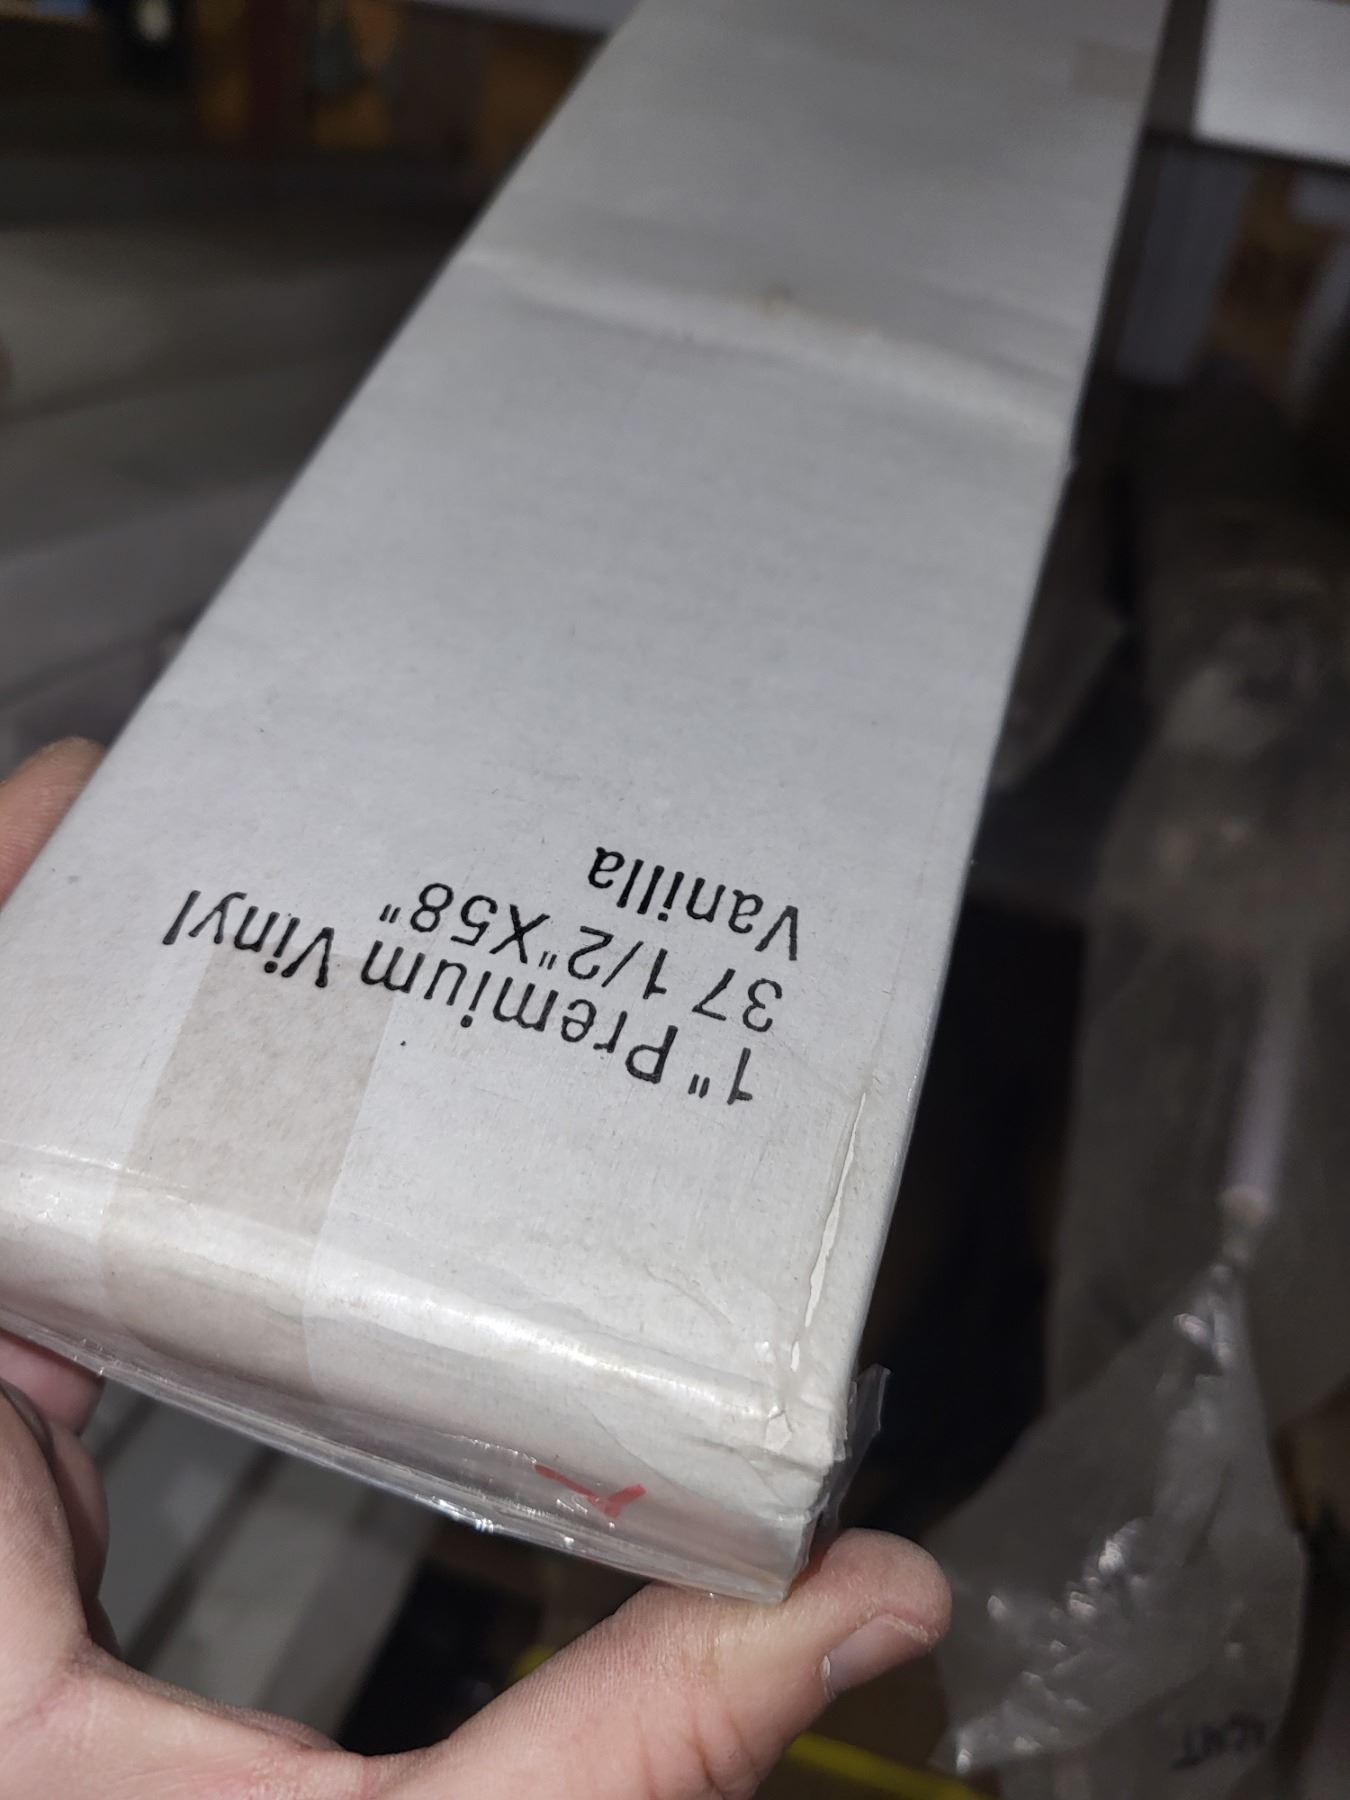 1" Premium Vinyl
37 1/2"X58"
Vanilla